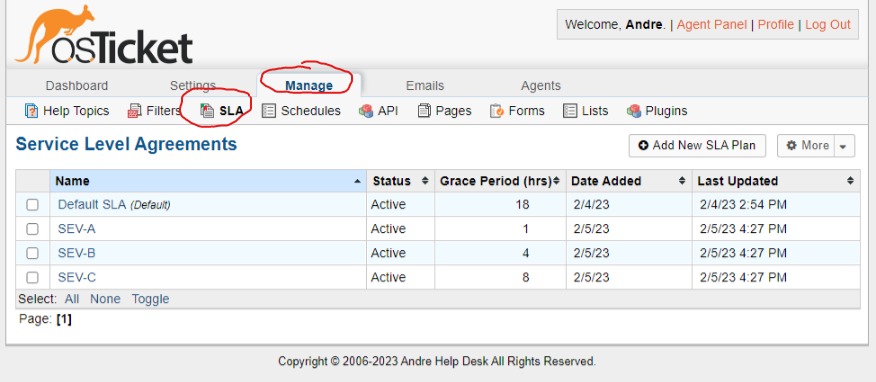 osTicket
Welcome, Andre. | Agent Panel | Profile | Log Out
Dashboard Settings Manage Emails Agents
Help Topics Filters SLA Schedules API Pages Forms Lists Plugins
Service Level Agreements
Add New SLA Plan More
Name Status Grace Period (hrs) Date Added Last Updated
Default SLA (Default) Active 18 2/4/23 2/4/23 2:54 PM
SEV-A Active 1 2/5/23 2/5/23 4:27 PM
SEV-B Active 4 2/5/23 2/5/23 4:27 PM
SEV-C Active 8 2/5/23 2/5/23 4:27 PM
Select: All None Toggle
Page: [1]
Copyright © 2006-2023 Andre Help Desk All Rights Reserved.